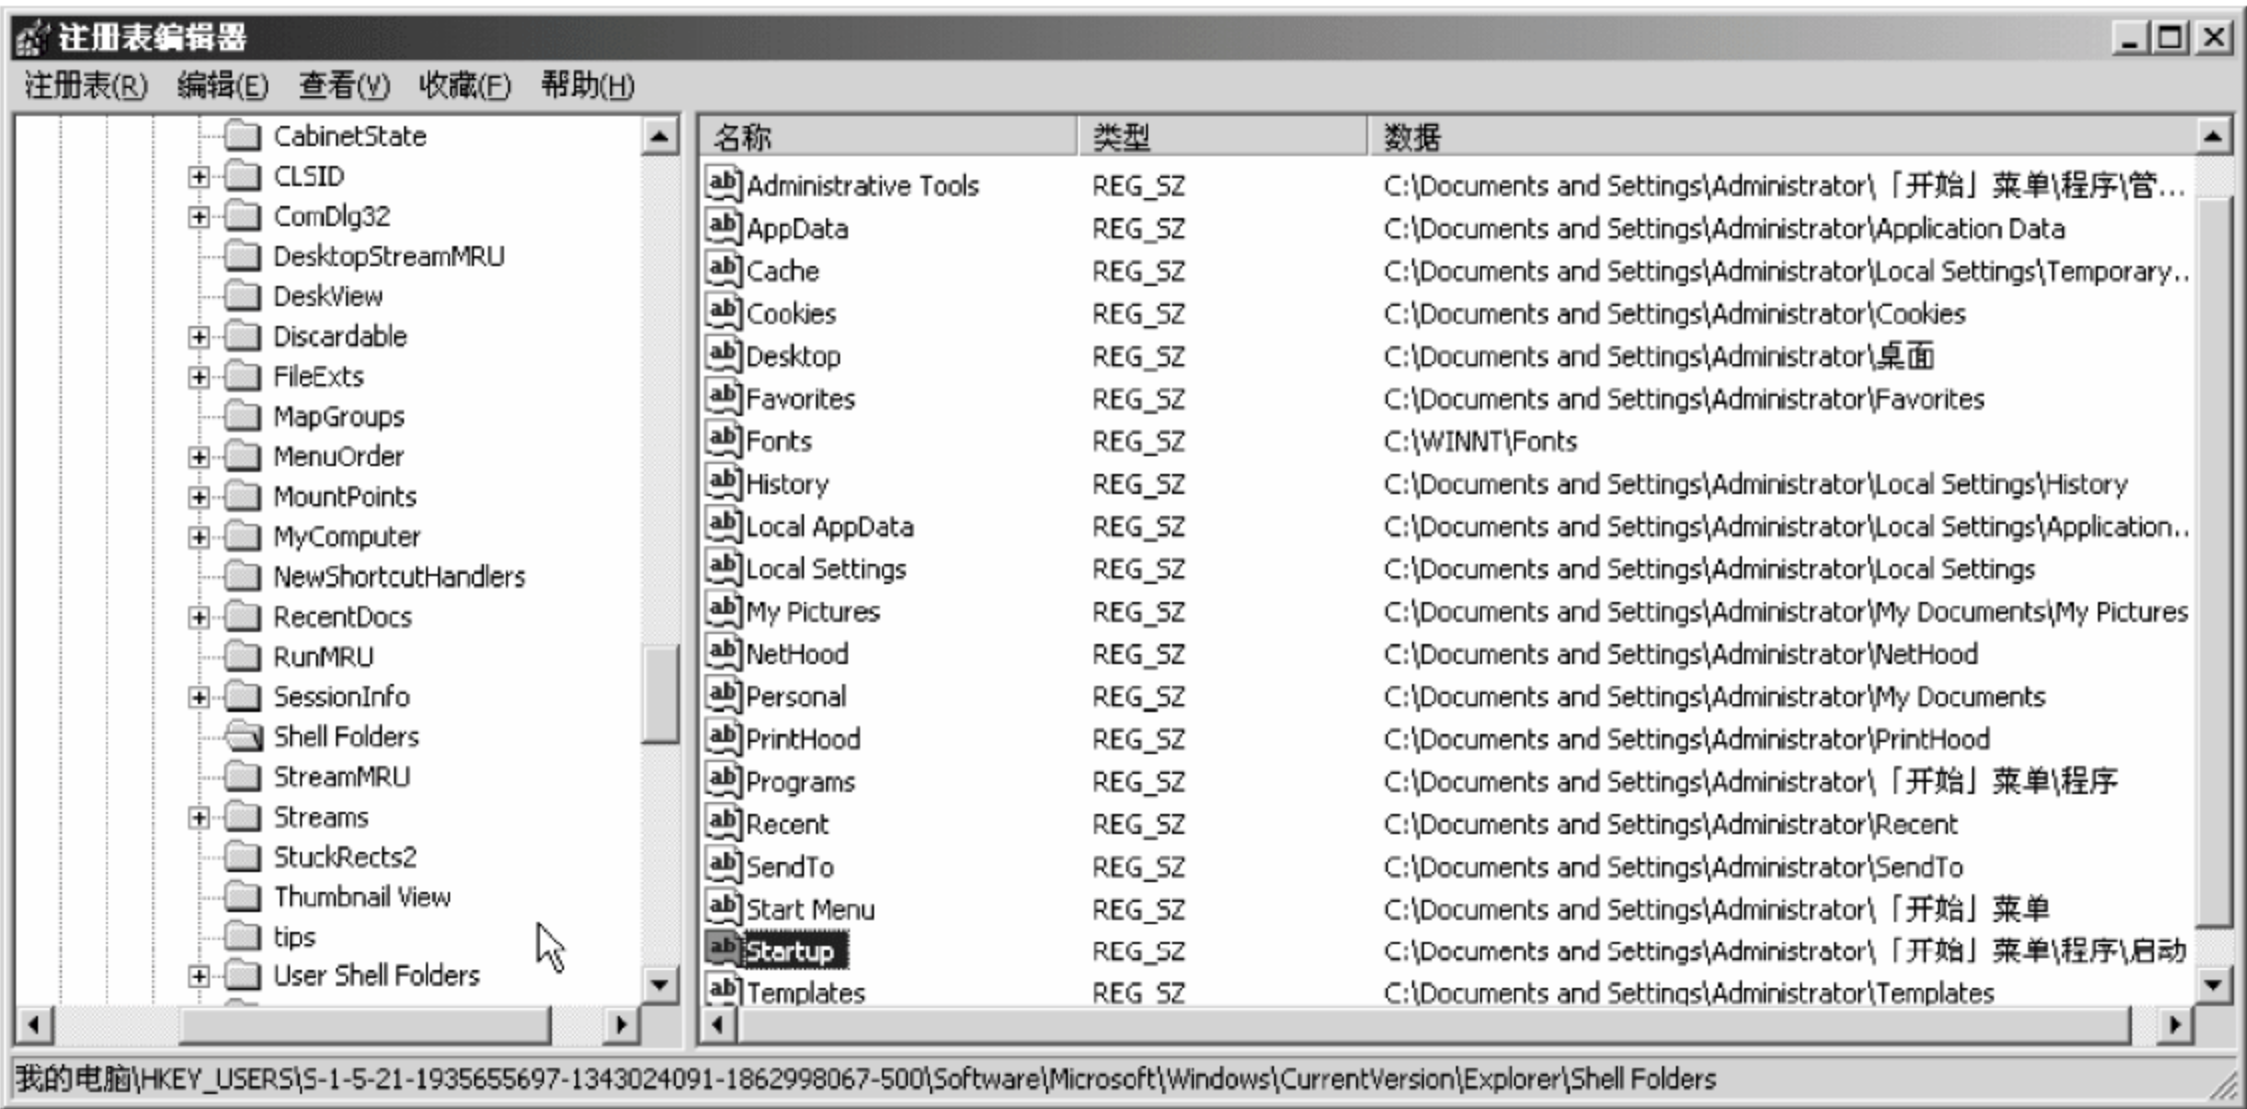 注册表编辑器
注册表(R) 编辑(E) 查看(V) 收藏(F) 帮助(H)
CabinetState
CLSID
ComDlg32
DesktopStreamMRU
DeskView
Discardable
FileExts
MapGroups
MenuOrder
MountPoints
MyComputer
NewShortcutHandlers
RecentDocs
RunMRU
SessionInfo
Shell Folders
StreamMRU
Streams
StuckRects2
Thumbnail View
tips
User Shell Folders
名称 类型 数据
Administrative Tools REG_SZ C:\Documents and Settings\Administrator\「开始」菜单\程序\管...
AppData REG_SZ C:\Documents and Settings\Administrator\Application Data
Cache REG_SZ C:\Documents and Settings\Administrator\Local Settings\Temporary..
Cookies REG_SZ C:\Documents and Settings\Administrator\Cookies
Desktop REG_SZ C:\Documents and Settings\Administrator\桌面
Favorites REG_SZ C:\Documents and Settings\Administrator\Favorites
Fonts REG_SZ C:\WINNT\Fonts
History REG_SZ C:\Documents and Settings\Administrator\Local Settings\History
Local AppData REG_SZ C:\Documents and Settings\Administrator\Local Settings\Application..
Local Settings REG_SZ C:\Documents and Settings\Administrator\Local Settings
My Pictures REG_SZ C:\Documents and Settings\Administrator\My Documents\My Pictures
NetHood REG_SZ C:\Documents and Settings\Administrator\NetHood
Personal REG_SZ C:\Documents and Settings\Administrator\My Documents
PrintHood REG_SZ C:\Documents and Settings\Administrator\PrintHood
Programs REG_SZ C:\Documents and Settings\Administrator\「开始」菜单\程序
Recent REG_SZ C:\Documents and Settings\Administrator\Recent
SendTo REG_SZ C:\Documents and Settings\Administrator\SendTo
Start Menu REG_SZ C:\Documents and Settings\Administrator\「开始」菜单
Startup REG_SZ C:\Documents and Settings\Administrator\「开始」菜单\程序\启动
Templates REG_SZ C:\Documents and Settings\Administrator\Templates
我的电脑\HKEY_USERS\S-1-5-21-1935655697-1343024091-1862998067-500\Software\Microsoft\Windows\CurrentVersion\Explorer\Shell Folders